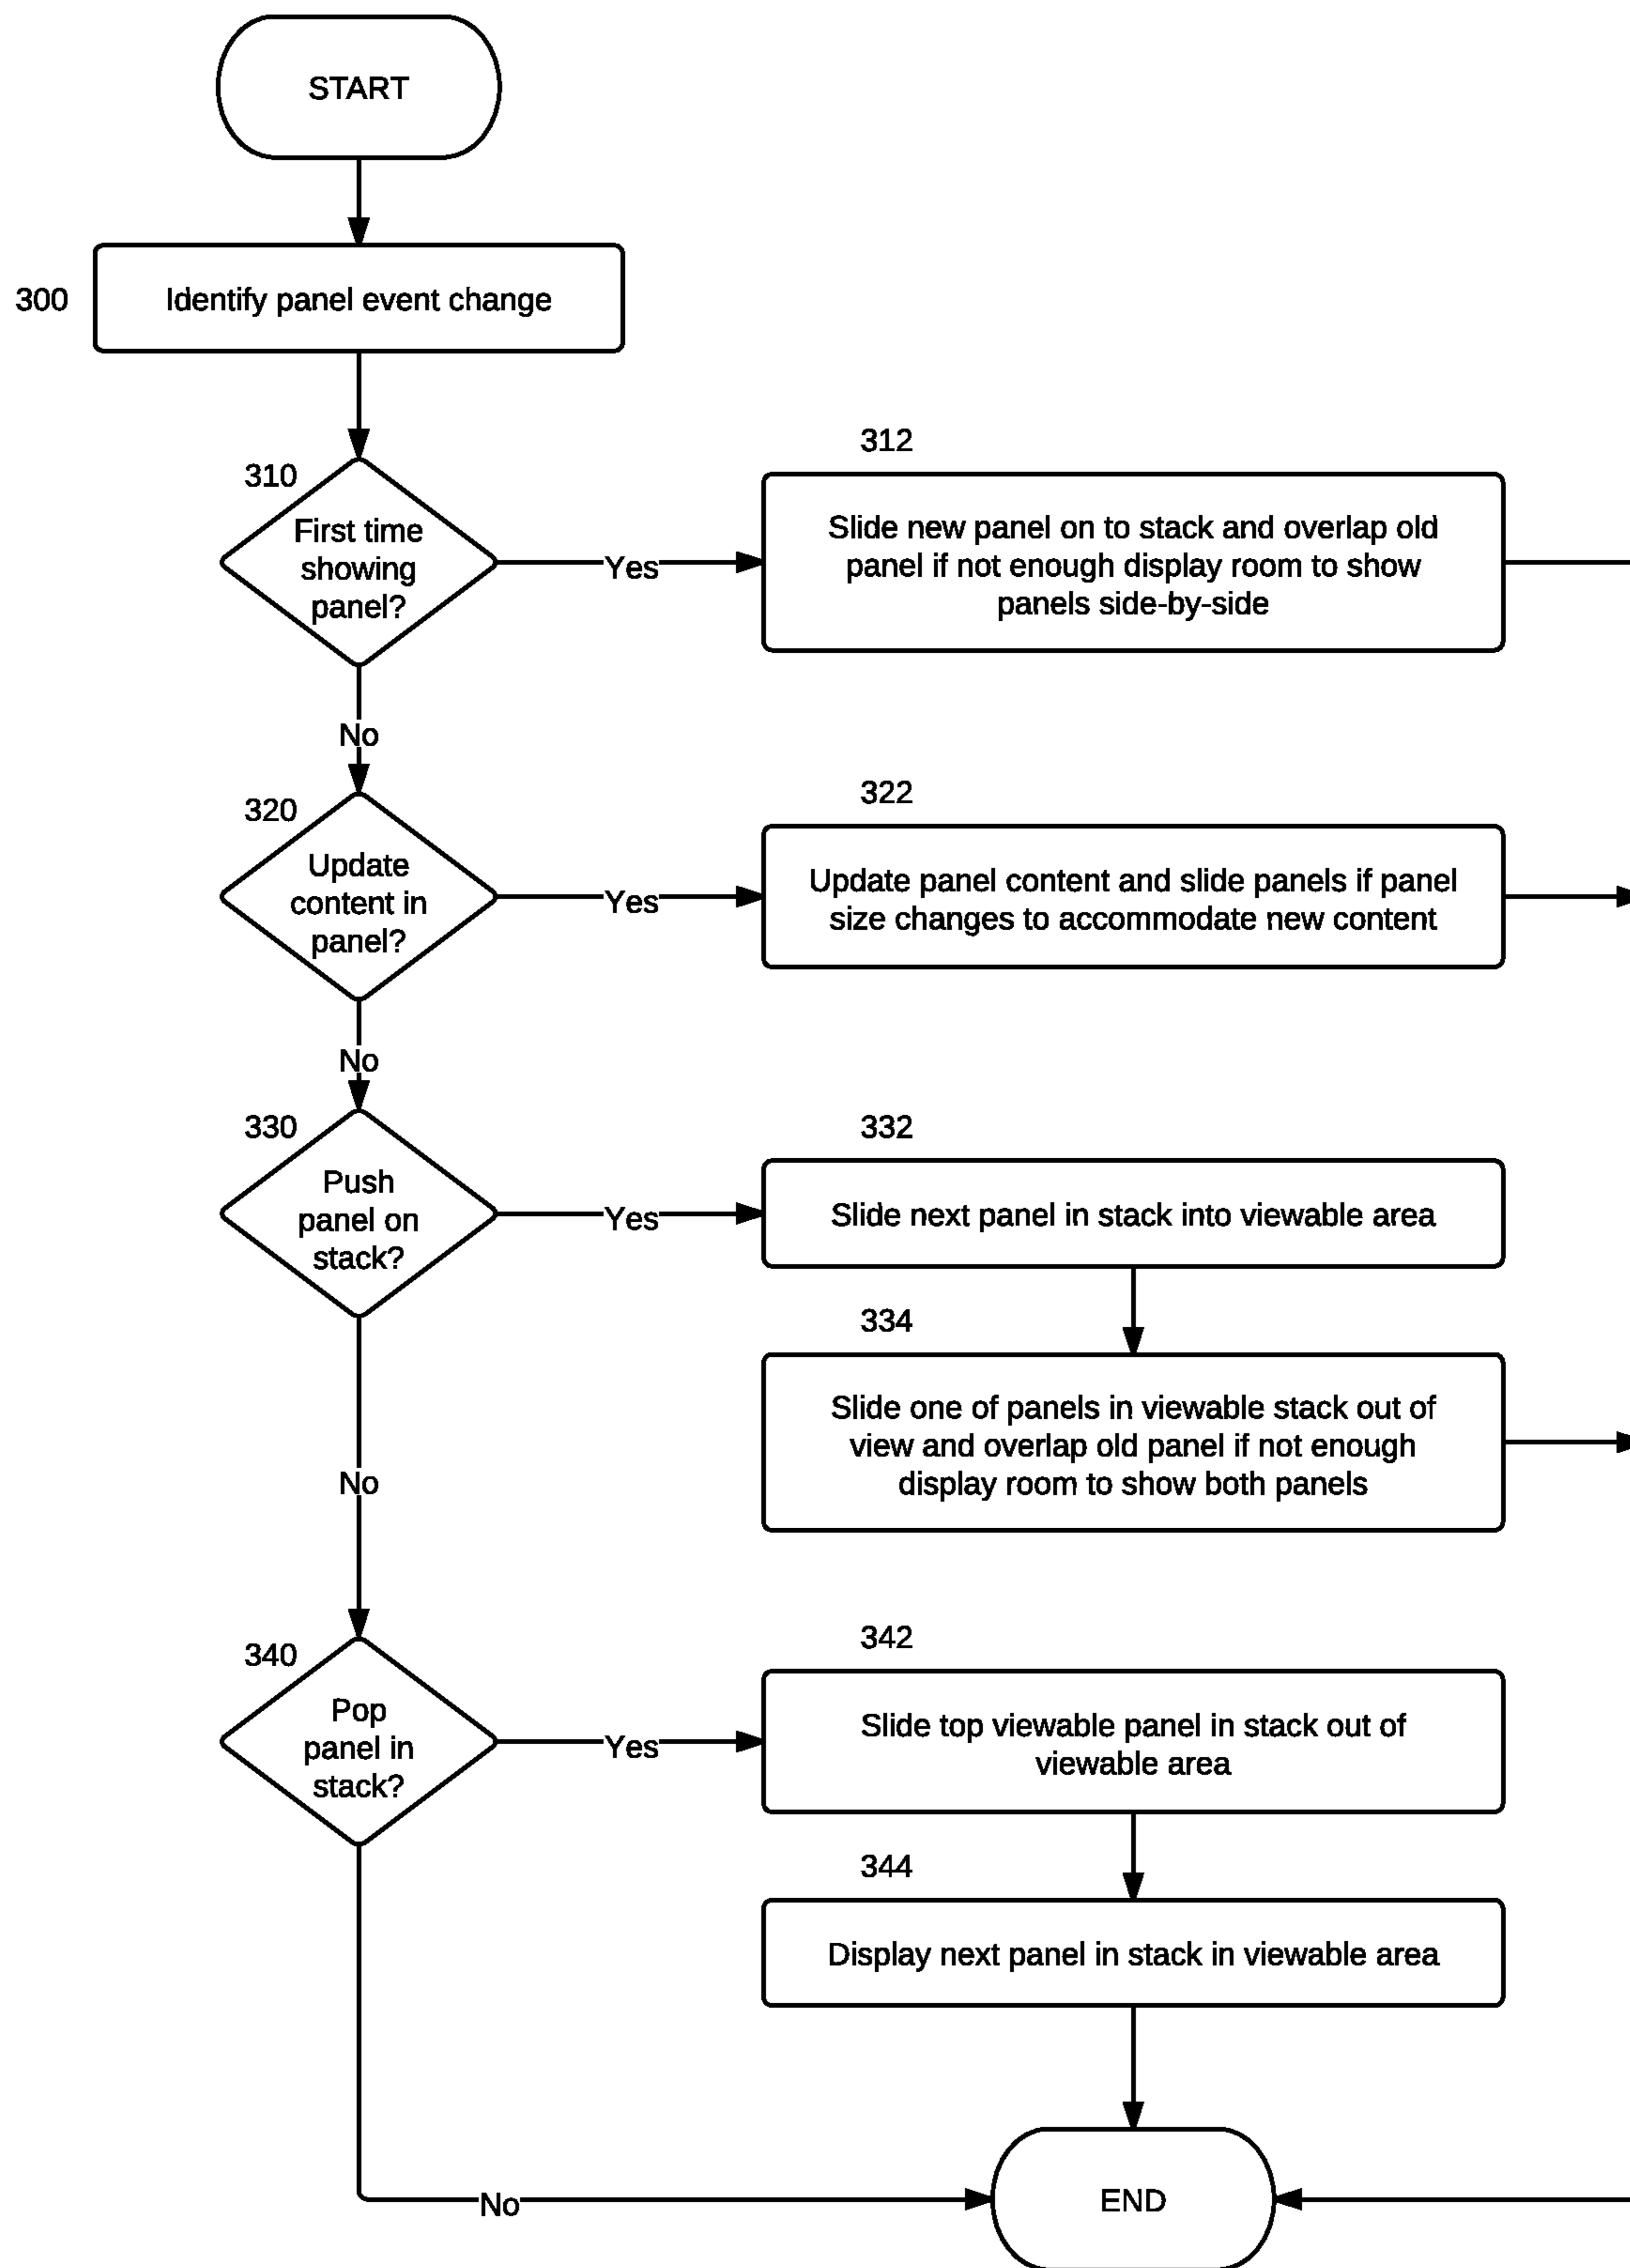 START
300
Identify panel event change
310
First time
showing
panel?
Yes
312
Slide new panel on to stack and overlap old
panel if not enough display room to show
panels side-by-side
No
320
Update
content in
panel?
Yes
322
Update panel content and slide panels if panel
size changes to accommodate new content
No
330
Push
panel on
stack?
Yes
332
Slide next panel in stack into viewable area
334
Slide one of panels in viewable stack out of
view and overlap old panel if not enough
display room to show both panels
No
340
Pop
panel in
stack?
Yes
342
Slide top viewable panel in stack out of
viewable area
344
Display next panel in stack in viewable area
No
END